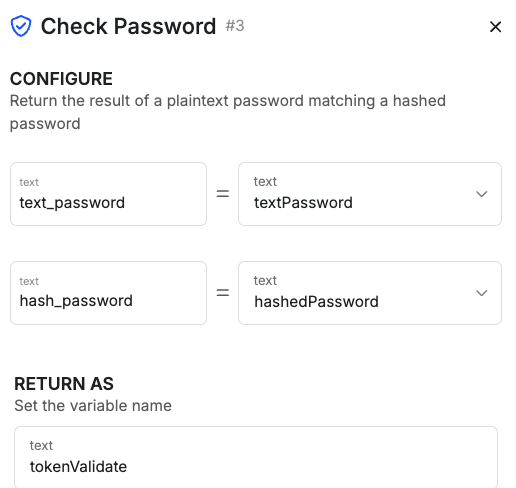 Check Password #3
CONFIGURE
Return the result of a plaintext password matching a hashed
password
text
text_password
=
text
textPassword
text
hash_password
=
text
hashedPassword
RETURN AS
Set the variable name
text
tokenValidate